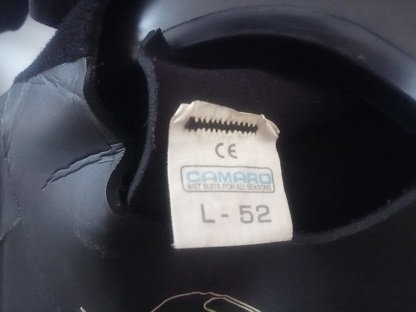 CE
CAMARO
WET SUITS FOR ALL SEASONS
L - 52